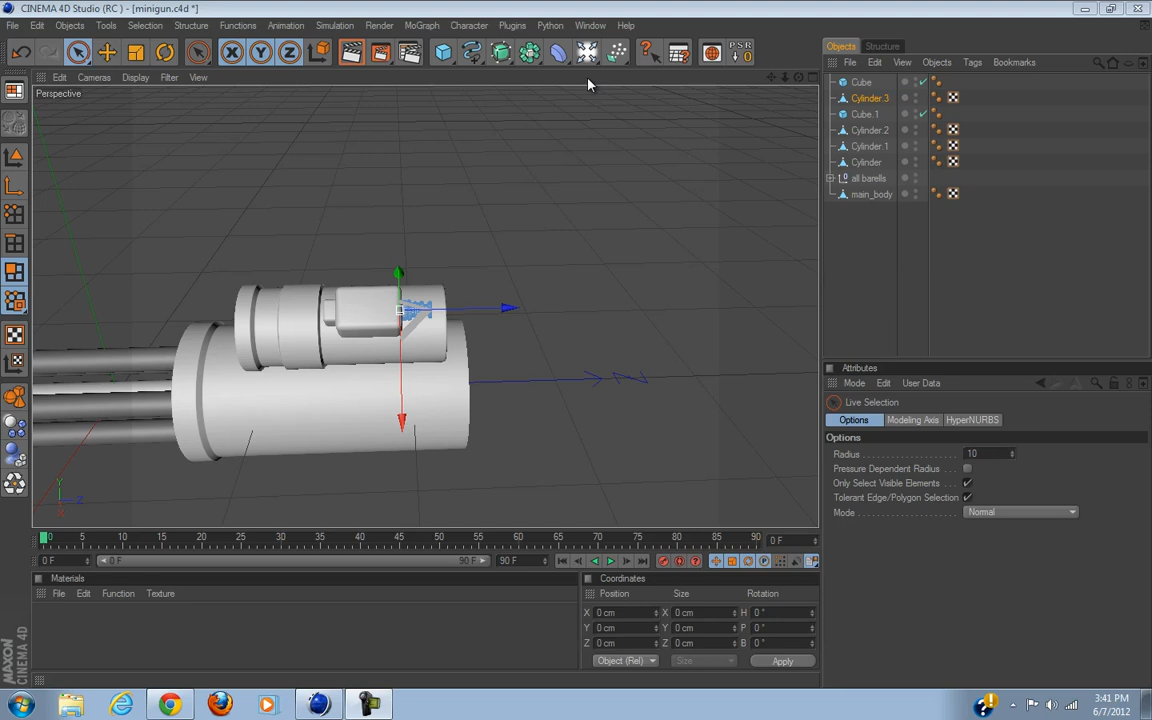 CINEMA 4D Studio (RC ) - [minigun.c4d *]
File Edit Objects Tools Selection Structure Functions Animation Simulation Render MoGraph Character Plugins Python Window Help
X Y Z
PSR
0
Edit Cameras Display Filter View
Perspective
Objects Structure
File Edit View Objects Tags Bookmarks
Cube
Cylinder.3
Cube.1
Cylinder.2
Cylinder.1
Cylinder
all barells
main_body
Attributes
Mode Edit User Data
Live Selection
Options Modeling Axis HyperNURBS
Options
Radius 10
Pressure Dependent Radius
Only Select Visible Elements
Tolerant Edge/Polygon Selection
Mode Normal
Y
Z
X
0 5 10 15 20 25 30 35 40 45 50 55 60 65 70 75 80 85 90 0 F
0 F 0 F 90 F 90 F
Materials
File Edit Function Texture
Coordinates
Position Size Rotation
X 0 cm X 0 cm H 0 °
Y 0 cm Y 0 cm P 0 °
Z 0 cm Z 0 cm B 0 °
Object (Rel) Size Apply
MAXON
CINEMA 4D
3:41 PM
6/7/2012